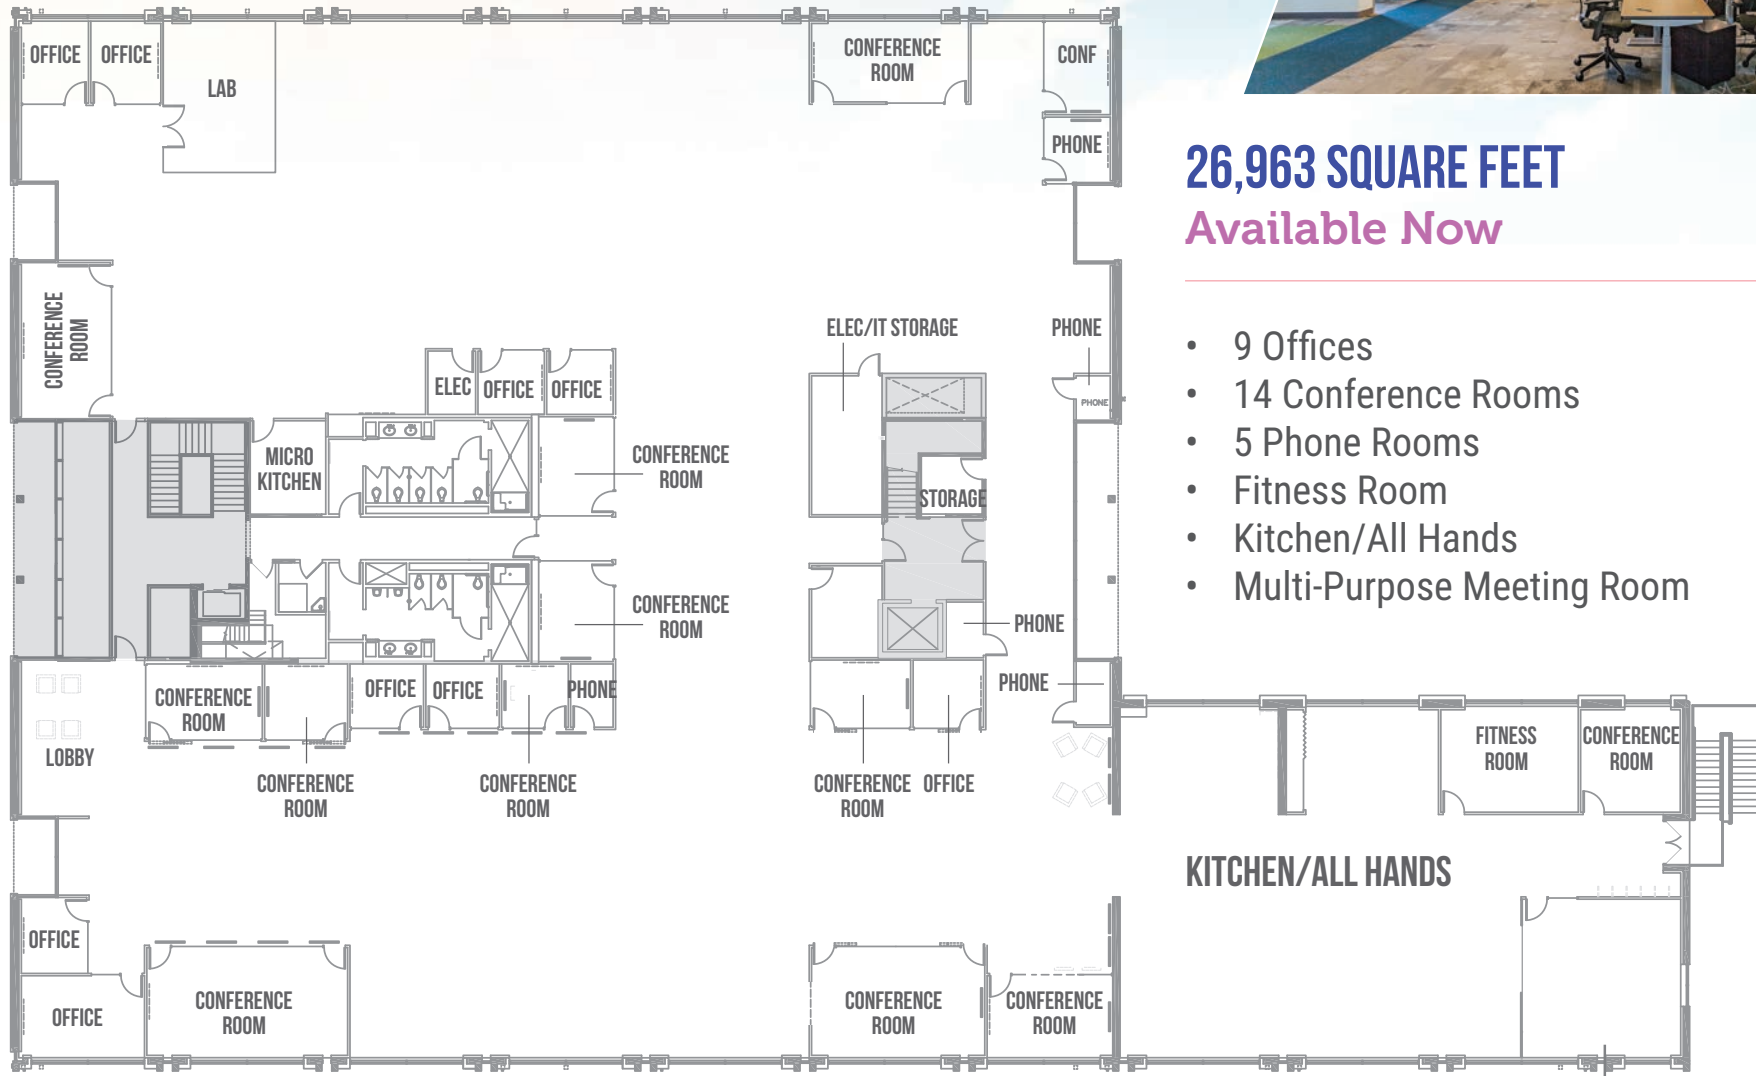 OFFICE
OFFICE
LAB
CONFERENCE
ROOM
CONF
PHONE
26,963 SQUARE FEET
Available Now
• 9 Offices
• 14 Conference Rooms
• 5 Phone Rooms
• Fitness Room
• Kitchen/All Hands
• Multi-Purpose Meeting Room
CONFERENCE
ROOM
ELEC/IT STORAGE
PHONE
PHONE
ELEC
OFFICE
OFFICE
MICRO
KITCHEN
CONFERENCE
ROOM
STORAGE
CONFERENCE
ROOM
PHONE
PHONE
CONFERENCE
ROOM
OFFICE
OFFICE
PHONE
LOBBY
CONFERENCE
ROOM
CONFERENCE
ROOM
CONFERENCE
ROOM
OFFICE
FITNESS
ROOM
CONFERENCE
ROOM
KITCHEN/ALL HANDS
OFFICE
OFFICE
CONFERENCE
ROOM
CONFERENCE
ROOM
CONFERENCE
ROOM